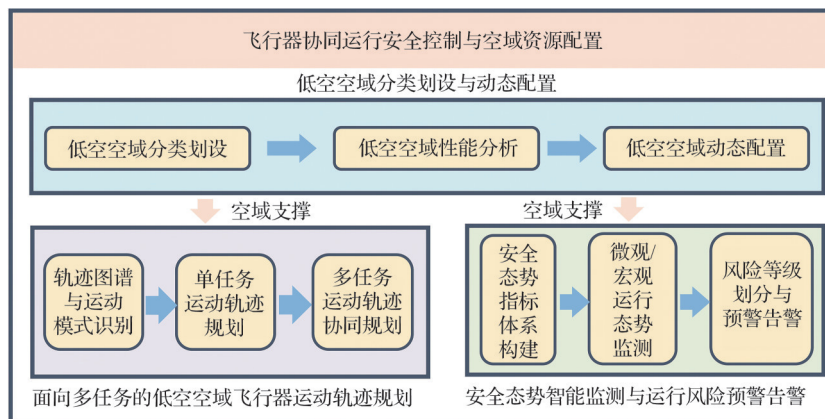 飞行器协同运行安全控制与空域资源配置
低空空域分类划设与动态配置
低空空域分类划设
低空空域性能分析
低空空域动态配置
空域支撑
空域支撑
轨迹图谱
与运动
模式识别
单任务
运动轨迹
规划
多任务
运动轨迹
协同规划
面向多任务的低空空域飞行器运动轨迹规划
安全
态势
指标
体系
构建
微观/
宏观
运行
态势
监测
风险等级
划分与
预警告警
安全态势智能监测与运行风险预警告警